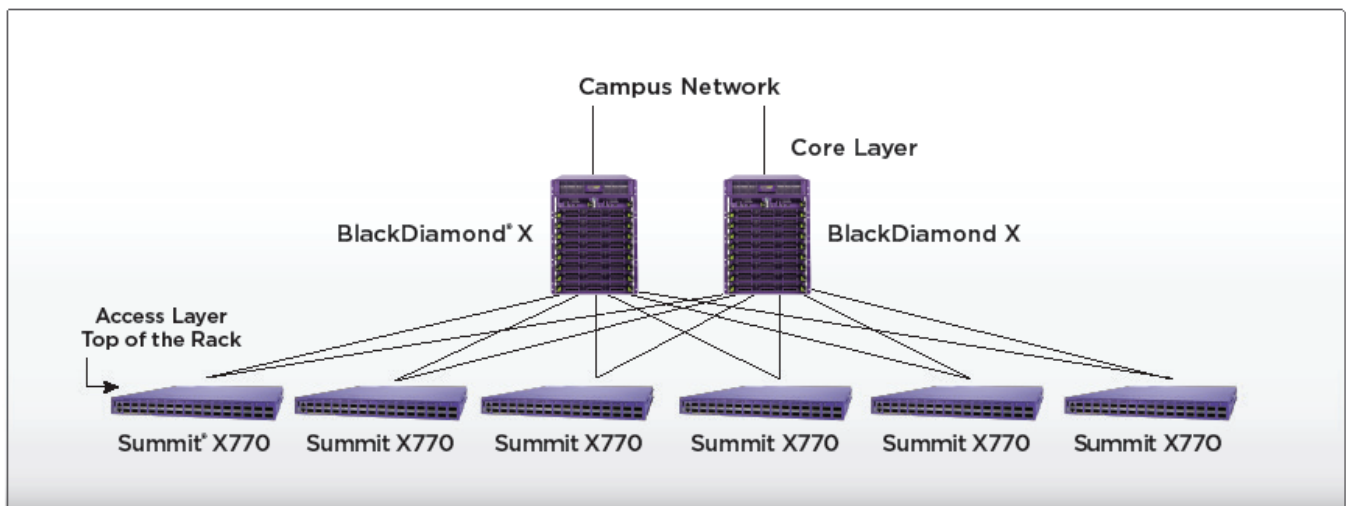 Campus Network
Core Layer
BlackDiamond® X
BlackDiamond X
Access Layer
Top of the Rack
Summit® X770
Summit X770
Summit X770
Summit X770
Summit X770
Summit X770